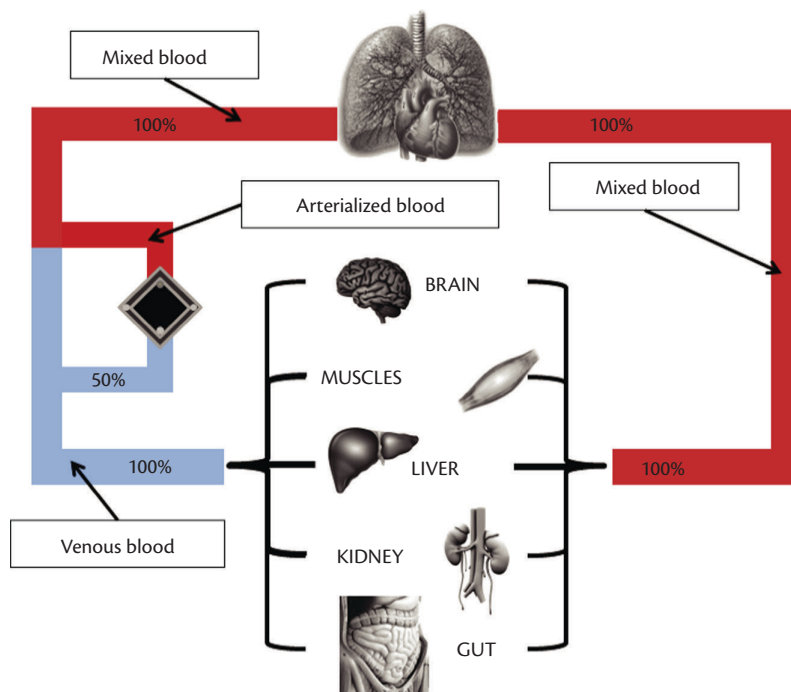 Mixed blood
100%
100%
Mixed blood
Arterialized blood
BRAIN
50%
MUSCLES
100%
LIVER
100%
Venous blood
KIDNEY
GUT